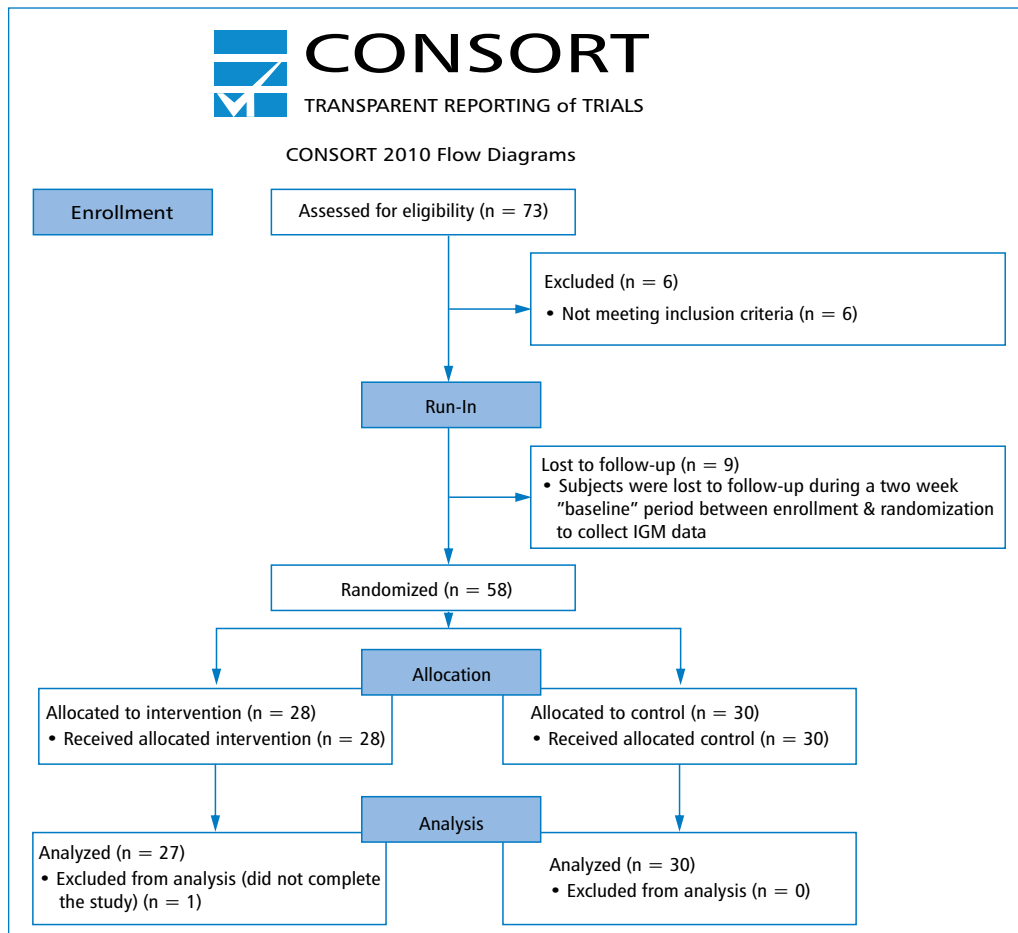 CONSORT
TRANSPARENT REPORTING of TRIALS
CONSORT 2010 Flow Diagrams
Enrollment
Assessed for eligibility (n = 73)
Excluded (n = 6)
• Not meeting inclusion criteria (n = 6)
Run-In
Lost to follow-up (n = 9)
• Subjects were lost to follow-up during a two week
"baseline" period between enrollment & randomization
to collect IGM data
Randomized (n = 58)
Allocation
Allocated to intervention (n = 28)
• Received allocated intervention (n = 28)
Allocated to control (n = 30)
• Received allocated control (n = 30)
Analysis
Analyzed (n = 27)
• Excluded from analysis (did not complete
the study) (n = 1)
Analyzed (n = 30)
• Excluded from analysis (n = 0)